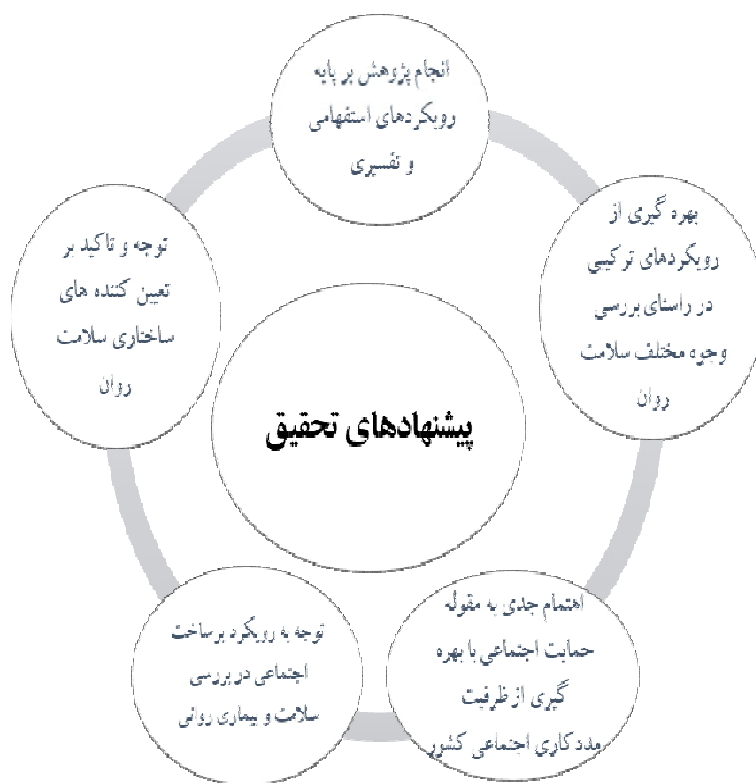 انجام پژوهش بر پایه
رویکردهای استفهامی
و تفسیری
بهره گیری از
رویکردهای ترکیبی
در راستای بررسی
وجوه مختلف سلامت
روان
اهتمام جدی به مقوله
حمایت اجتماعی با بهره
گیری از ظرفیت
مددکاری اجتماعی کشور
توجه به رویکرد برساخت
اجتماعی در بررسی
سلامت و بیماری روانی
توجه و تاکید بر
تعیین کننده های
ساختاری سلامت
روان
پیشنهادهای تحقیق